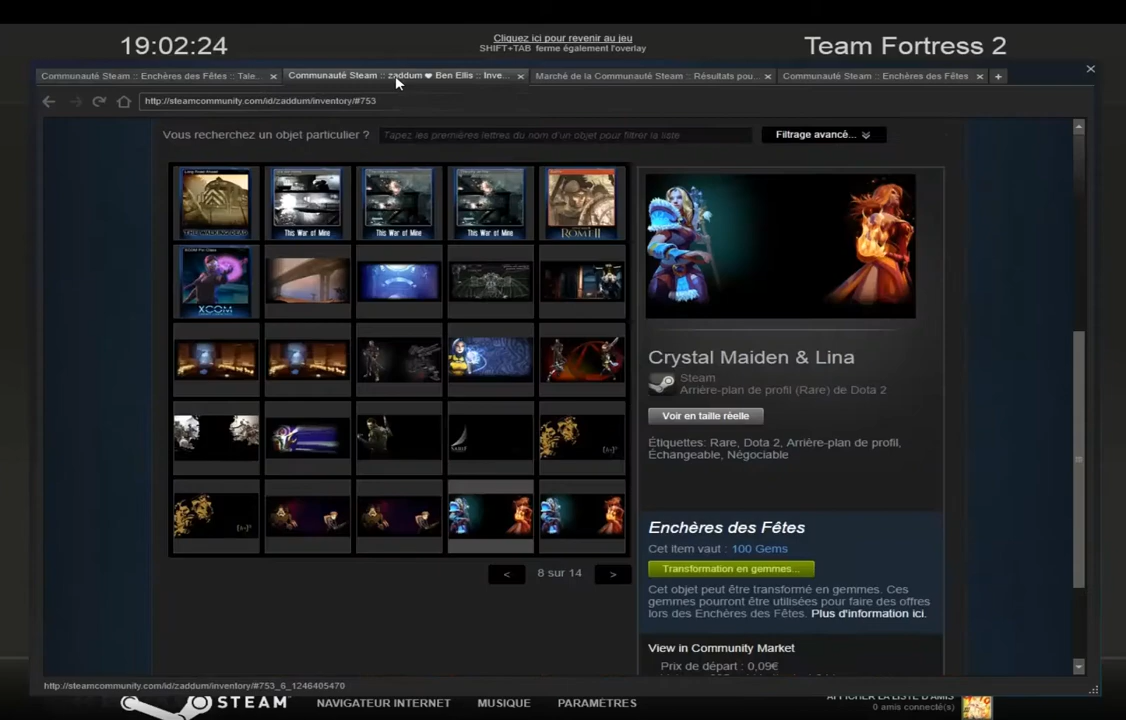 19:02:24
Cliquez ici pour revenir au jeu
SHIFT+TAB ferme également l'overlay
Team Fortress 2
Communauté Steam :: Enchères des Fêtes :: Tale... ×
Communauté Steam :: zaddum ❤ Ben Ellis :: Inve... ×
Marché de la Communauté Steam :: Résultats pou... ×
Communauté Steam :: Enchères des Fêtes × +
http://steamcommunity.com/id/zaddum/inventory/#753
Vous recherchez un objet particulier ?
Tapez les premières lettres du nom d'un objet pour filtrer la liste
Filtrage avancé...
THE WALKING DEAD
This War of Mine
This War of Mine
This War of Mine
ROME II
XCOM
Crystal Maiden & Lina
Steam
Arrière-plan de profil (Rare) de Dota 2
Voir en taille réelle
Étiquettes: Rare, Dota 2, Arrière-plan de profil,
Échangeable, Négociable
Enchères des Fêtes
Cet item vaut : 100 Gems
Transformation en gemmes...
Cet objet peut être transformé en gemmes. Ces
gemmes pourront être utilisées pour faire des offres
lors des Enchères des Fêtes. Plus d'information ici.
< 8 sur 14 >
View in Community Market
Prix de départ : 0,09€
http://steamcommunity.com/id/zaddum/inventory/#753_6_1246405470
STEAM
NAVIGATEUR INTERNET
MUSIQUE
PARAMÈTRES
AFFICHER LA LISTE D'AMIS
0 amis connecté(s)